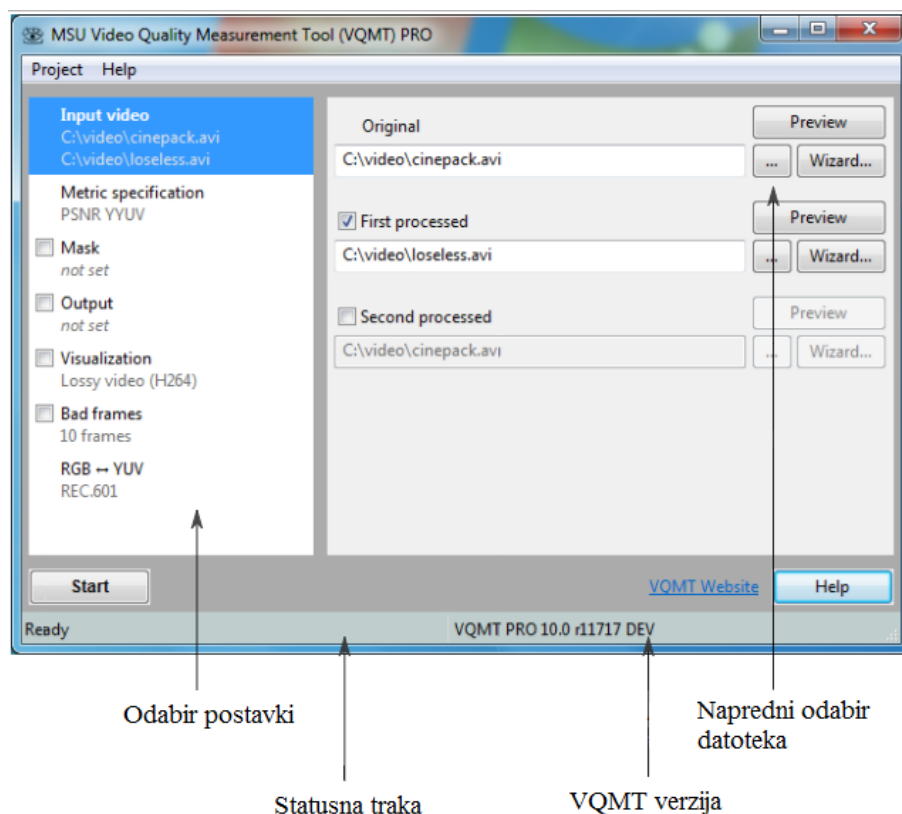 MSU Video Quality Measurement Tool (VQMT) PRO
Project Help
Input video
C:\video\cinepack.avi
C:\video\loseless.avi
Metric specification
PSNR YYUV
Mask
not set
Output
not set
Visualization
Lossy video (H264)
Bad frames
10 frames
RGB ↔ YUV
REC.601
Original
Preview
C:\video\cinepack.avi
...
Wizard...
First processed
Preview
C:\video\loseless.avi
...
Wizard...
Second processed
Preview
C:\video\cinepack.avi
...
Wizard...
Start
VQMT Website
Help
Ready
VQMT PRO 10.0 r11717 DEV
Odabir postavki
Napredni odabir
datoteka
Statusna traka
VQMT verzija